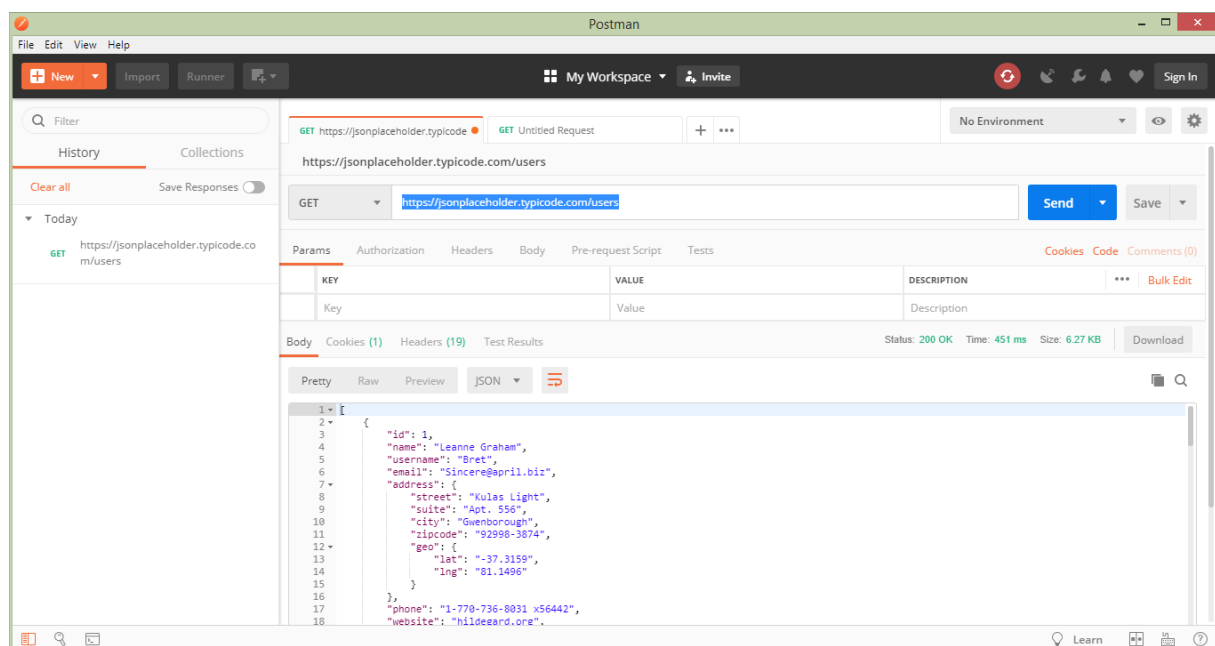 Postman
File Edit View Help
New Import Runner My Workspace Invite Sign In
Filter
History Collections
Clear all Save Responses
Today
GET https://jsonplaceholder.typicode.co
m/users
GET https://jsonplaceholder.typicode GET Untitled Request + ••• No Environment
https://jsonplaceholder.typicode.com/users
GET https://jsonplaceholder.typicode.com/users Send Save
Params Authorization Headers Body Pre-request Script Tests Cookies Code Comments (0)
KEY VALUE DESCRIPTION ••• Bulk Edit
Key Value Description
Body Cookies (1) Headers (19) Test Results Status: 200 OK Time: 451 ms Size: 6.27 KB Download
Pretty Raw Preview JSON
1 [
2 {
3 "id": 1,
4 "name": "Leanne Graham",
5 "username": "Bret",
6 "email": "Sincere@april.biz",
7 "address": {
8 "street": "Kulas Light",
9 "suite": "Apt. 556",
10 "city": "Gwenborough",
11 "zipcode": "92998-3874",
12 "geo": {
13 "lat": "-37.3159",
14 "lng": "81.1496"
15 }
16 },
17 "phone": "1-770-736-8031 x56442",
18 "website": "hildegard.org",
Learn